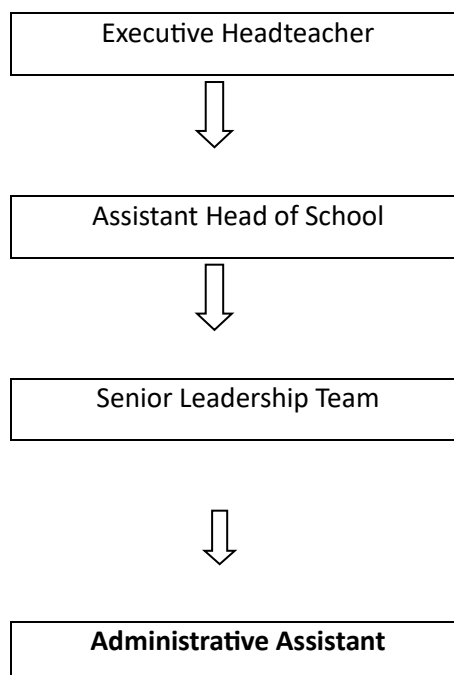 Executive Headteacher
Assistant Head of School
Senior Leadership Team
Administrative Assistant